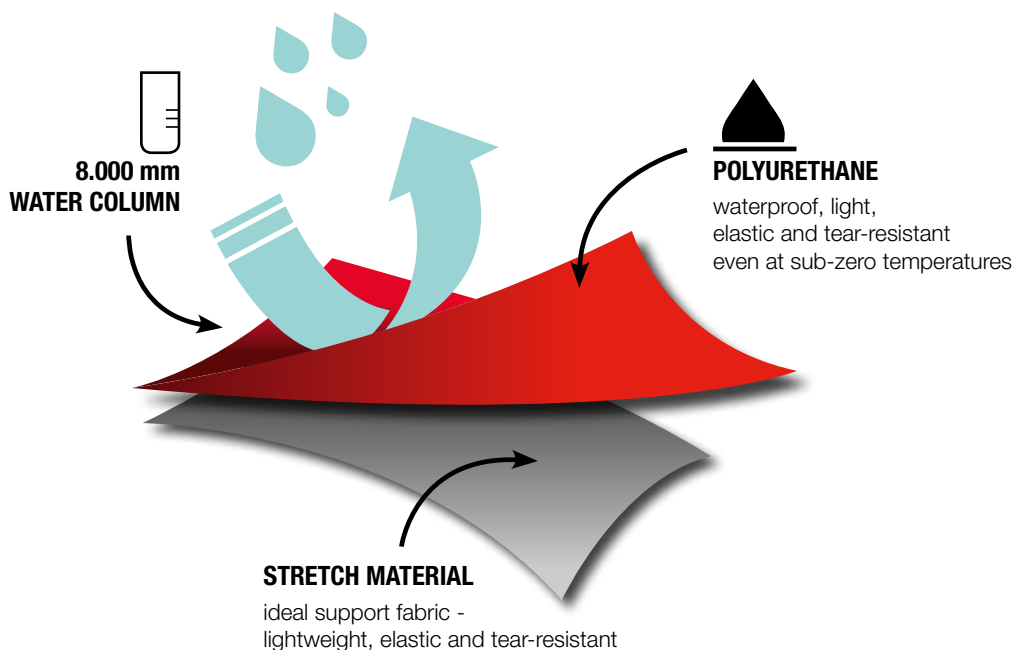 8.000 mm
WATER COLUMN
POLYURETHANE
waterproof, light,
elastic and tear-resistant
even at sub-zero temperatures
STRETCH MATERIAL
ideal support fabric -
lightweight, elastic and tear-resistant